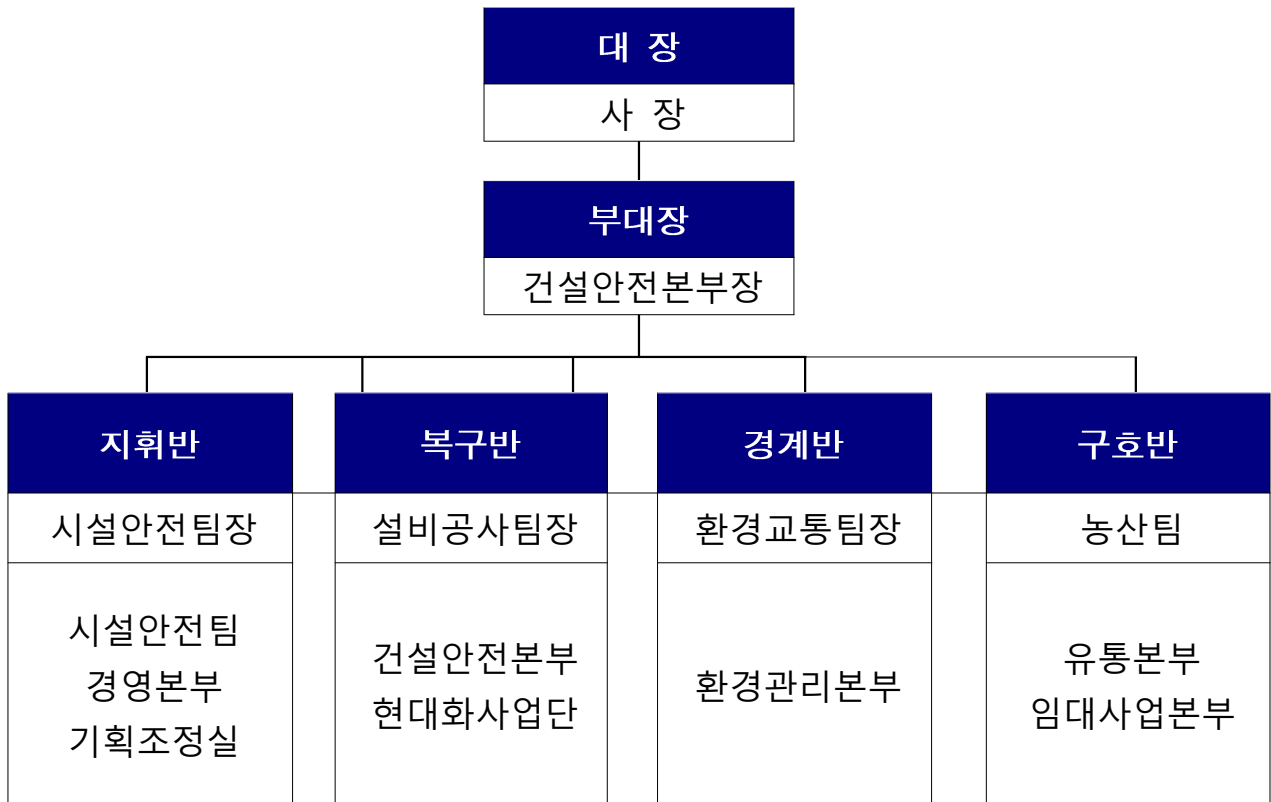 대 장
사 장
부대장
건설안전본부장
지휘반
시설안전팀장
시설안전팀
경영본부
기획조정실
복구반
설비공사팀장
건설안전본부
현대화사업단
경계반
환경교통팀장
환경관리본부
구호반
농산팀
유통본부
임대사업본부